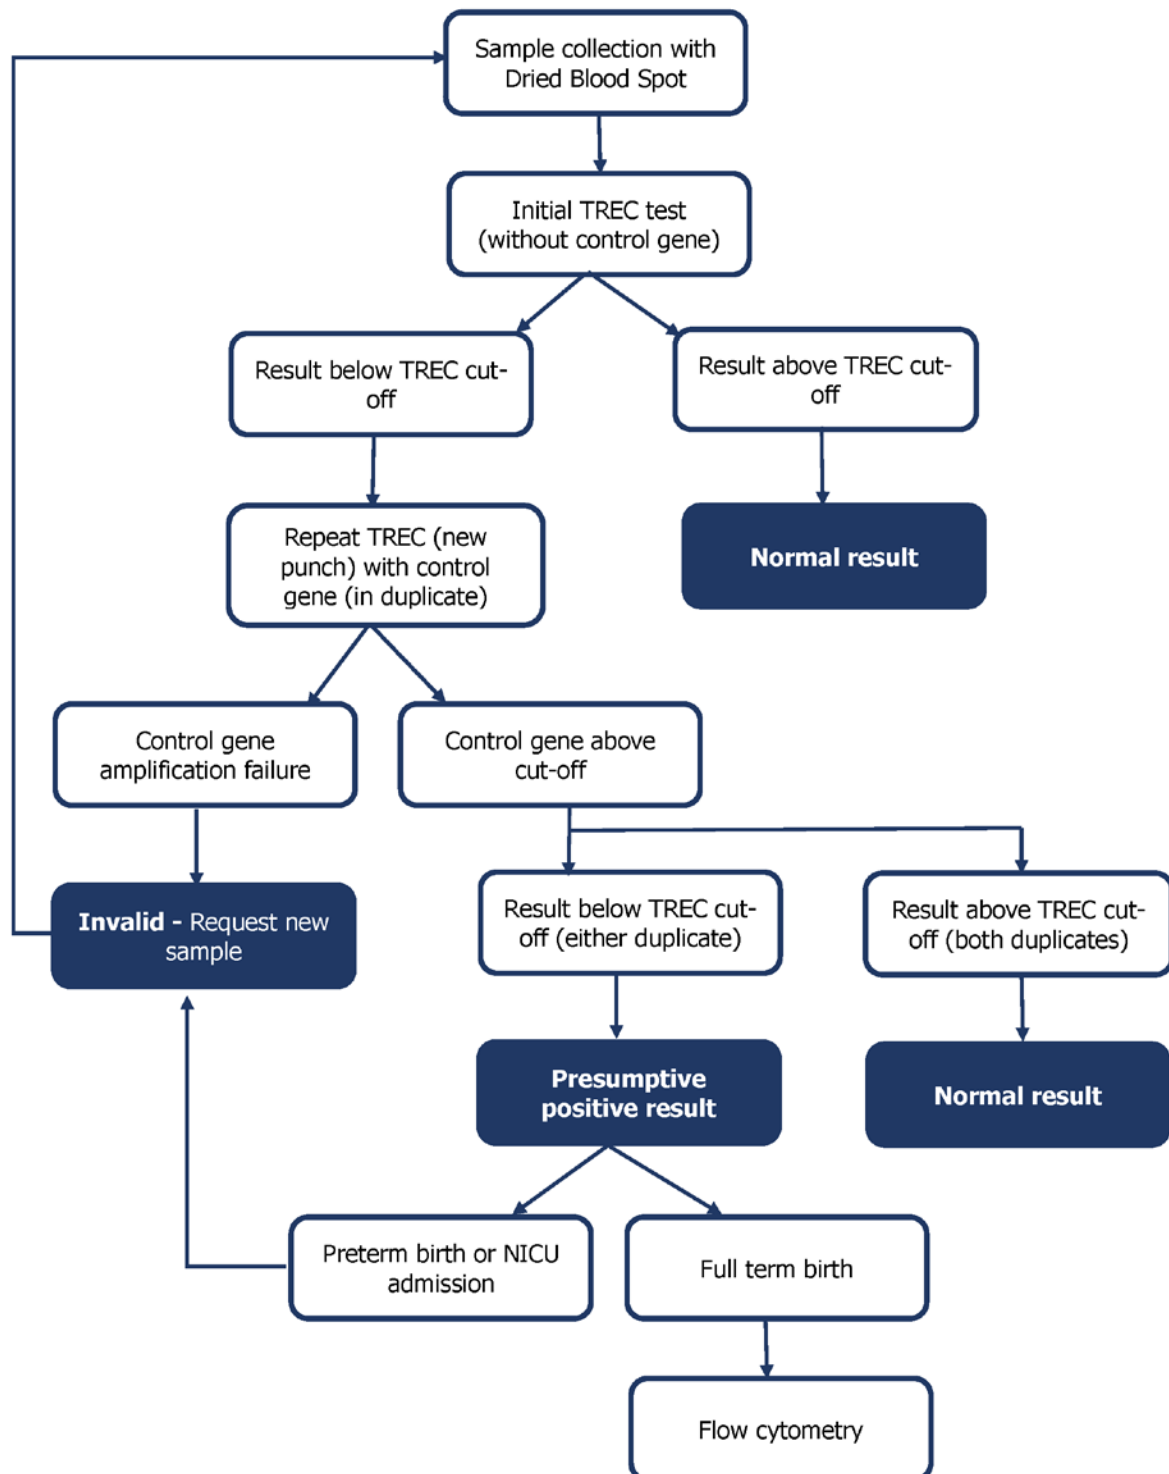 Sample collection with
Dried Blood Spot
Initial TREC test
(without control gene)
Result below TREC cut-
off
Result above TREC cut-
off
Repeat TREC (new
punch) with control
gene (in duplicate)
Normal result
Control gene
amplification failure
Control gene above
cut-off
Invalid - Request new
sample
Result below TREC cut-
off (either duplicate)
Result above TREC cut-
off (both duplicates)
Presumptive
positive result
Normal result
Preterm birth or NICU
admission
Full term birth
Flow cytometry